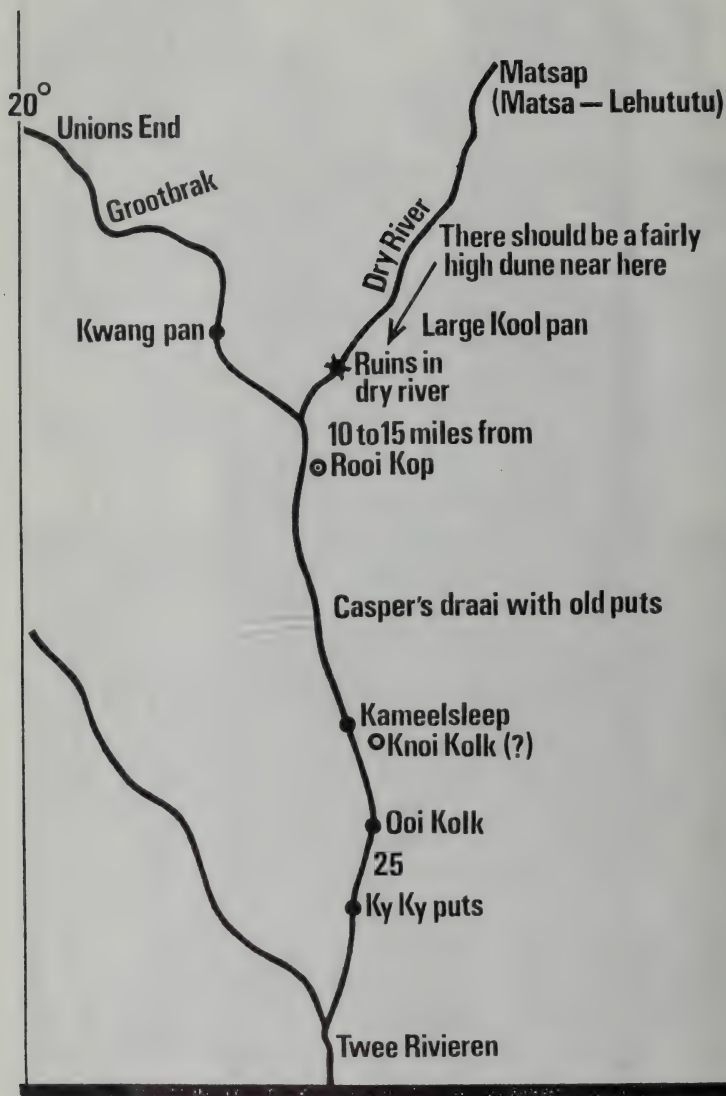 Matsap
(Matsa — Lehututu)
20°
Unions End
Grootbrak
Dry River
There should be a fairly
high dune near here
Kwang pan
Large Kool pan
Ruins in
dry river
10 to 15 miles from
Rooi Kop
Casper's draai with old puts
Kameelsleep
Knoi Kolk (?)
Ooi Kolk
25
Ky Ky puts
Twee Rivieren